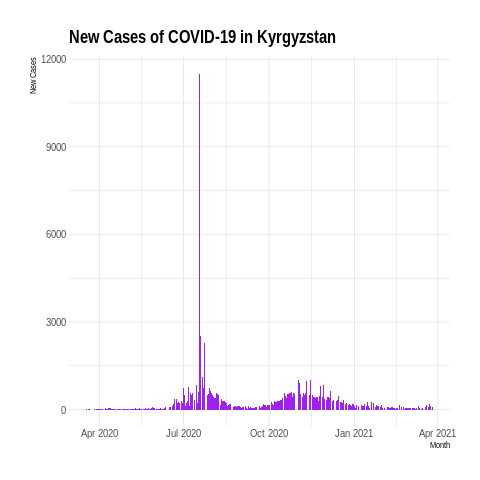 New Cases of COVID-19 in Kyrgyzstan
New Cases
12000
9000
6000
3000
0
Apr 2020
Jul 2020
Oct 2020
Jan 2021
Apr 2021
Month